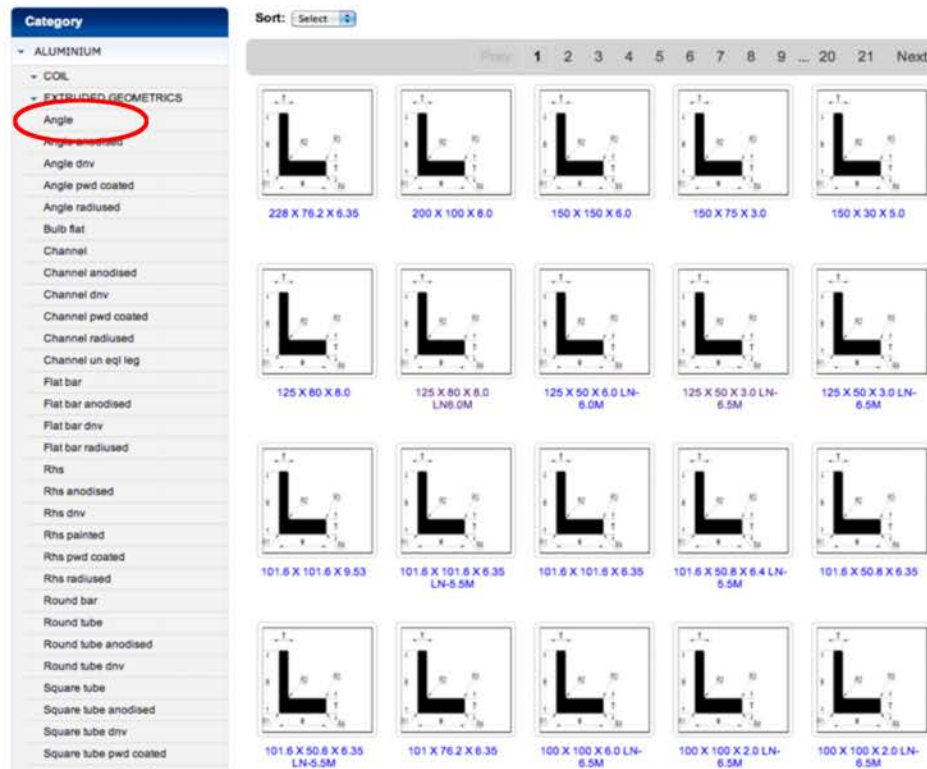 Category
ALUMINIUM
COIL
EXTRUDED GEOMETRICS
Angle
Angle anodised
Angle dnv
Angle pwd coated
Angle radiused
Bulb flat
Channel
Channel anodised
Channel dnv
Channel pwd coated
Channel radiused
Channel un eql leg
Flat bar
Flat bar anodised
Flat bar dnv
Flat bar radiused
Rhs
Rhs anodised
Rhs dnv
Rhs painted
Rhs pwd coated
Rhs radiused
Round bar
Round tube
Round tube anodised
Round tube dnv
Square tube
Square tube anodised
Square tube dnv
Square tube pwd coated
Sort: Select
Prev 1 2 3 4 5 6 7 8 9 ... 20 21 Next
228 X 76.2 X 6.35
200 X 100 X 8.0
150 X 150 X 6.0
150 X 75 X 3.0
150 X 30 X 5.0
125 X 80 X 8.0
125 X 80 X 8.0
LN6.0M
125 X 50 X 6.0 LN-
6.0M
125 X 50 X 3.0 LN-
6.5M
125 X 50 X 3.0 LN-
6.5M
101.6 X 101.6 X 9.53
101.6 X 101.6 X 6.35
LN-5.5M
101.6 X 101.6 X 6.35
101.6 X 50.8 X 6.4 LN-
5.5M
101.6 X 50.8 X 6.35
101.6 X 50.8 X 6.35
LN-5.5M
101 X 76.2 X 6.35
100 X 100 X 6.0 LN-
6.5M
100 X 100 X 2.0 LN-
6.5M
100 X 100 X 2.0 LN-
6.5M